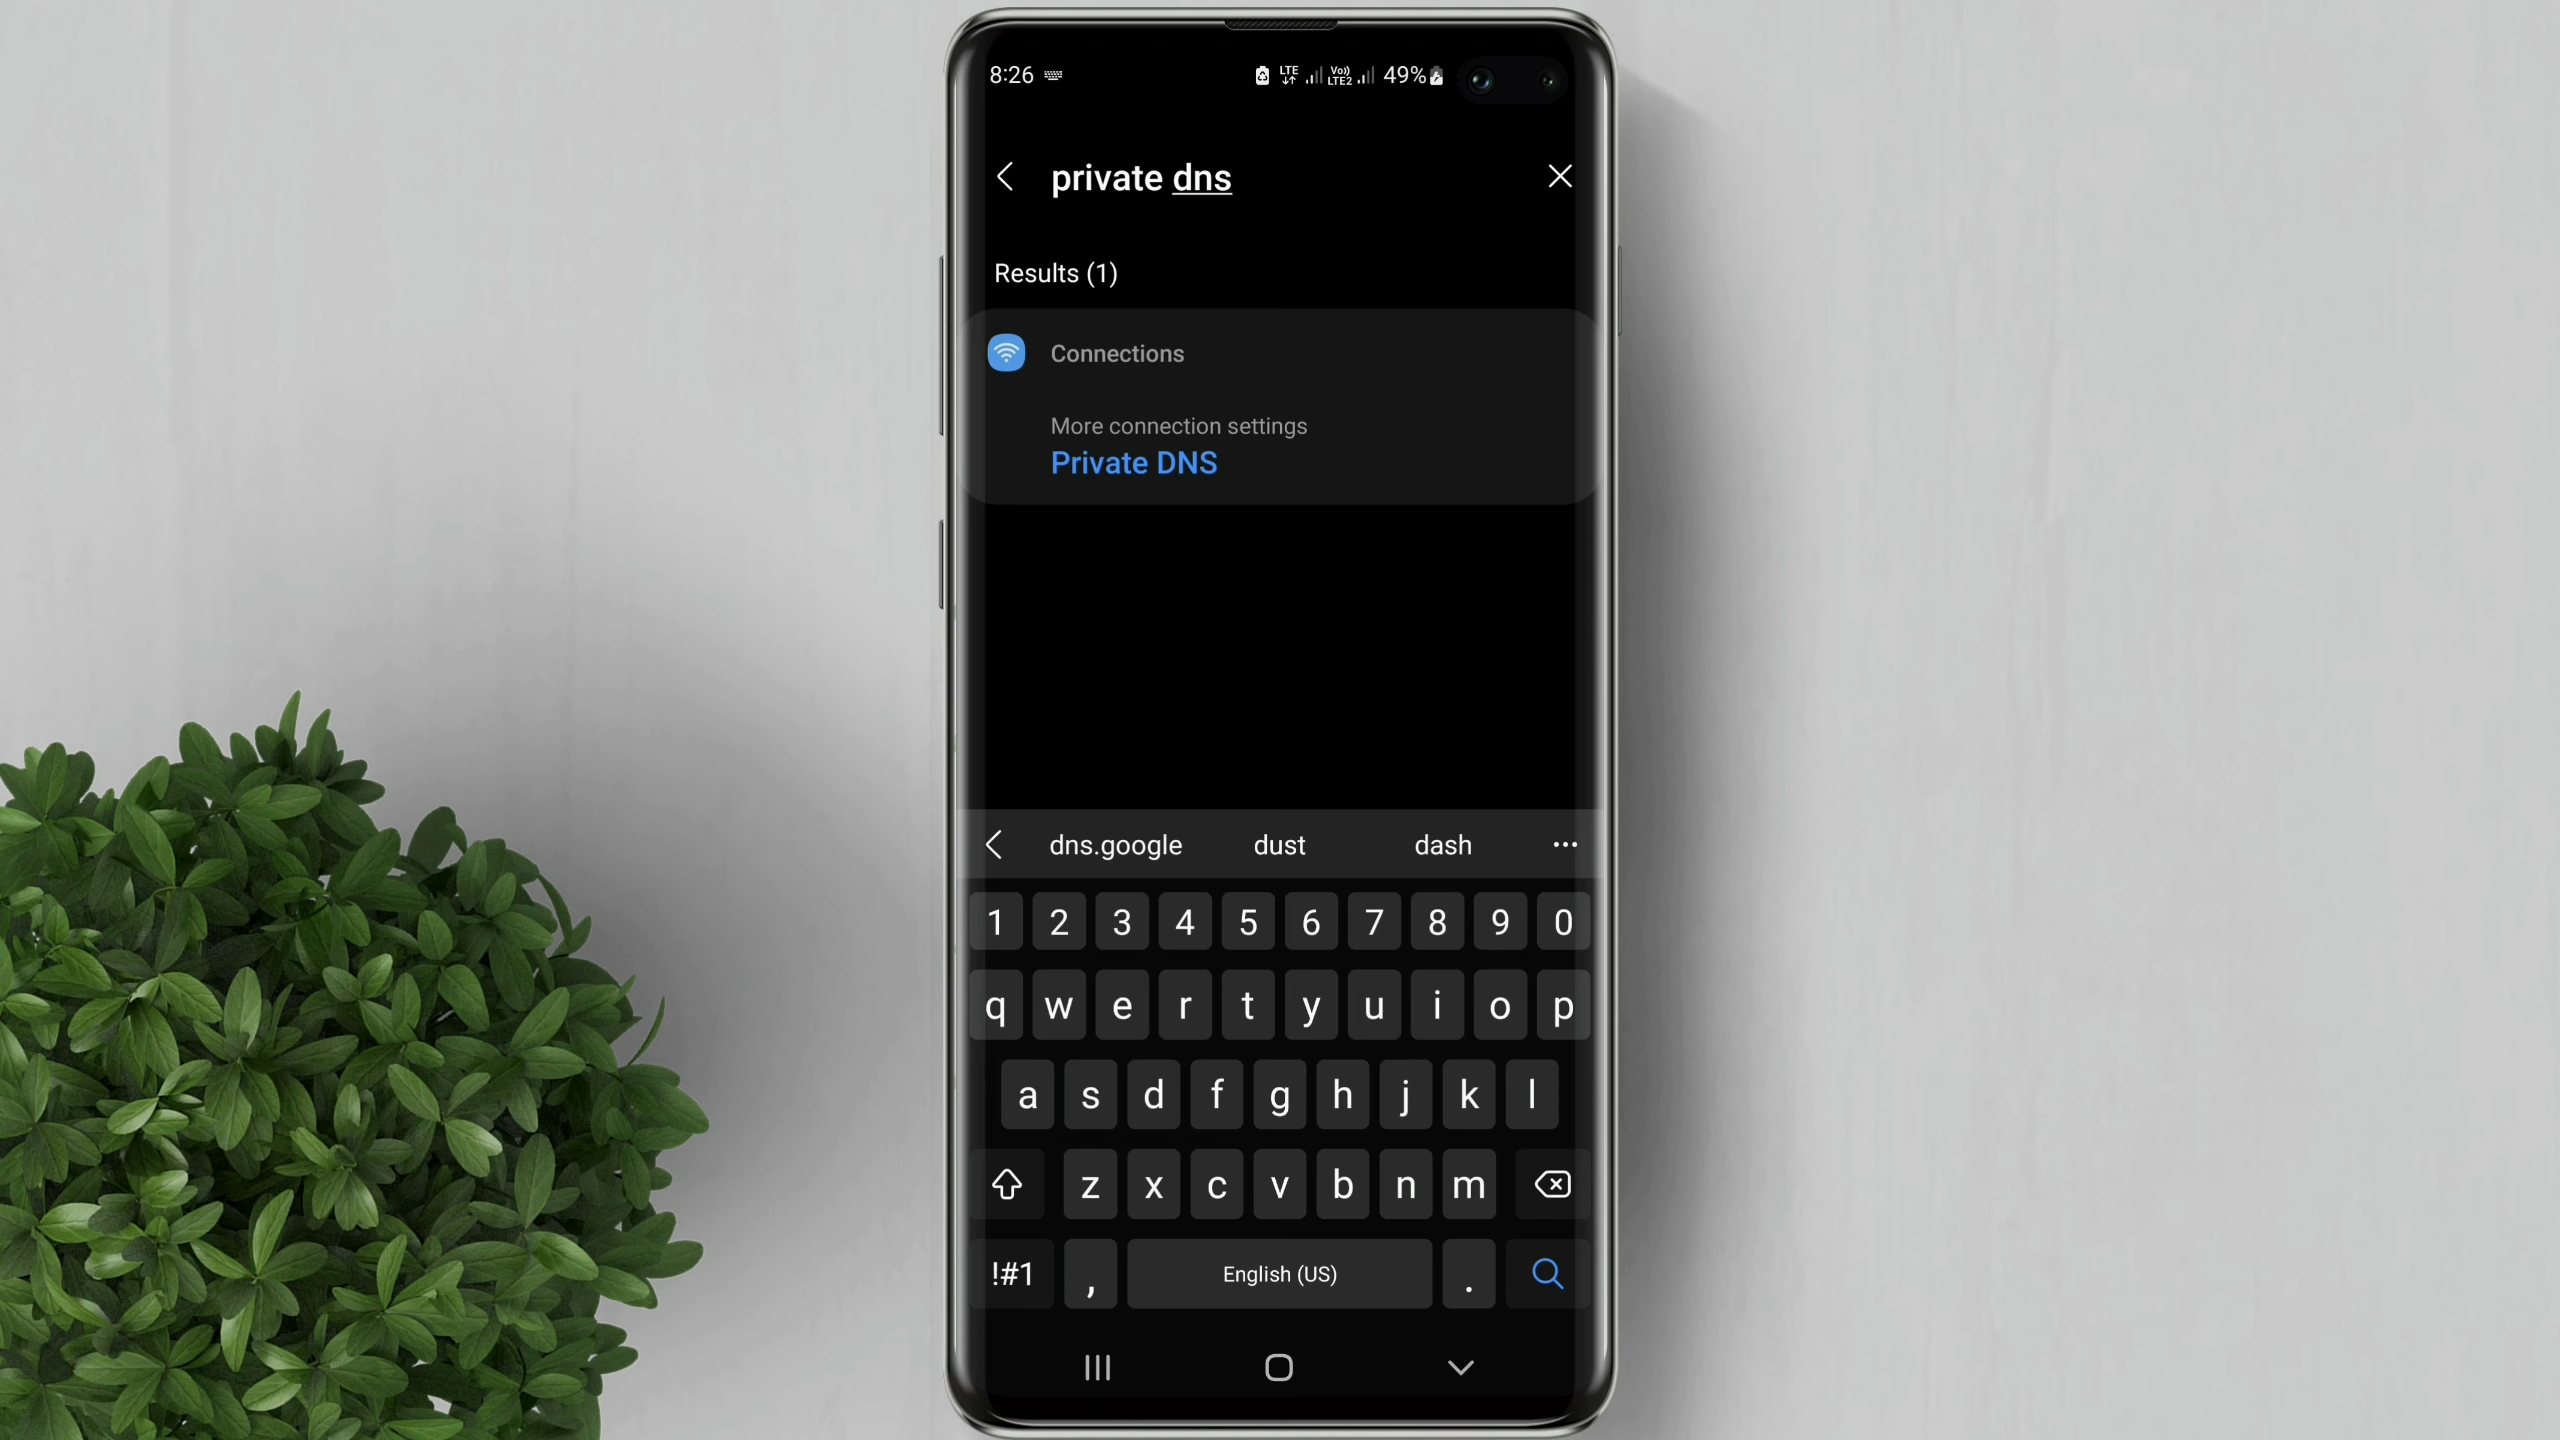 8:26 LTE Vo)) LTE2 49%
private dns
Results (1)
Connections
More connection settings
Private DNS
dns.google dust dash
1 2 3 4 5 6 7 8 9 0
q w e r t y u i o p
a s d f g h j k l
z x c v b n m
!#1 , English (US) .